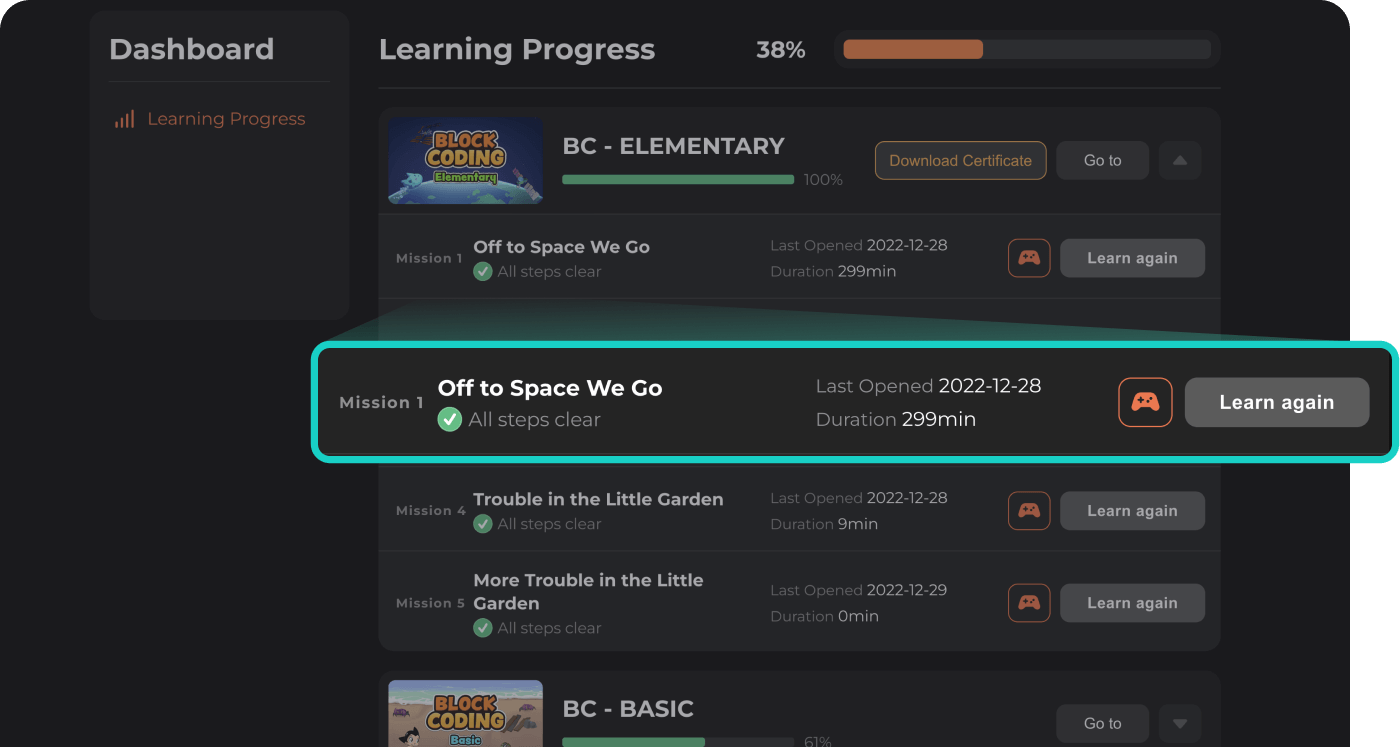 Dashboard
Learning Progress
Learning Progress
38%
BLOCK
CODING
Elementary
BC - ELEMENTARY
100%
Download Certificate
Go to
Mission 1
Off to Space We Go
All steps clear
Last Opened 2022-12-28
Duration 299min
Learn again
Mission 1
Off to Space We Go
All steps clear
Last Opened 2022-12-28
Duration 299min
Learn again
Mission 4
Trouble in the Little Garden
All steps clear
Last Opened 2022-12-28
Duration 9min
Learn again
Mission 5
More Trouble in the Little
Garden
All steps clear
Last Opened 2022-12-29
Duration 0min
Learn again
BLOCK
CODING
Basic
BC - BASIC
61%
Go to